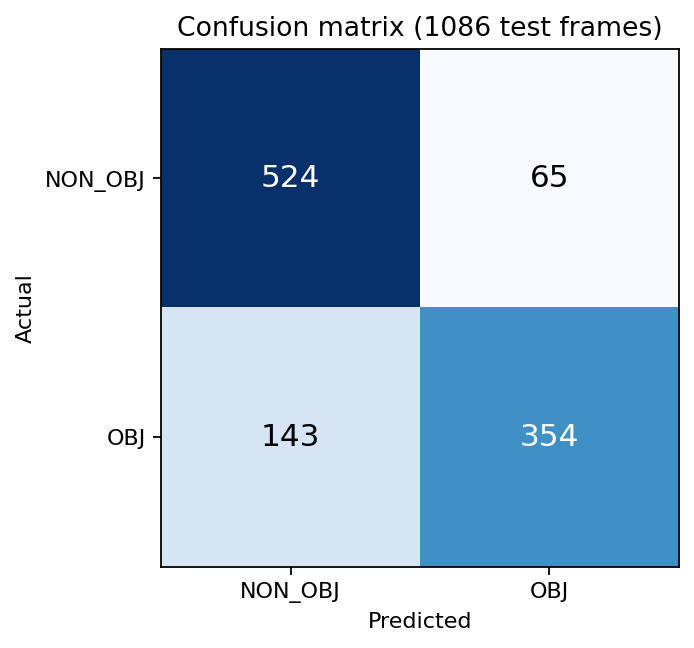 Confusion matrix (1086 test frames)
NON_OBJ
524
65
Actual
OBJ
143
354
NON_OBJ
OBJ
Predicted